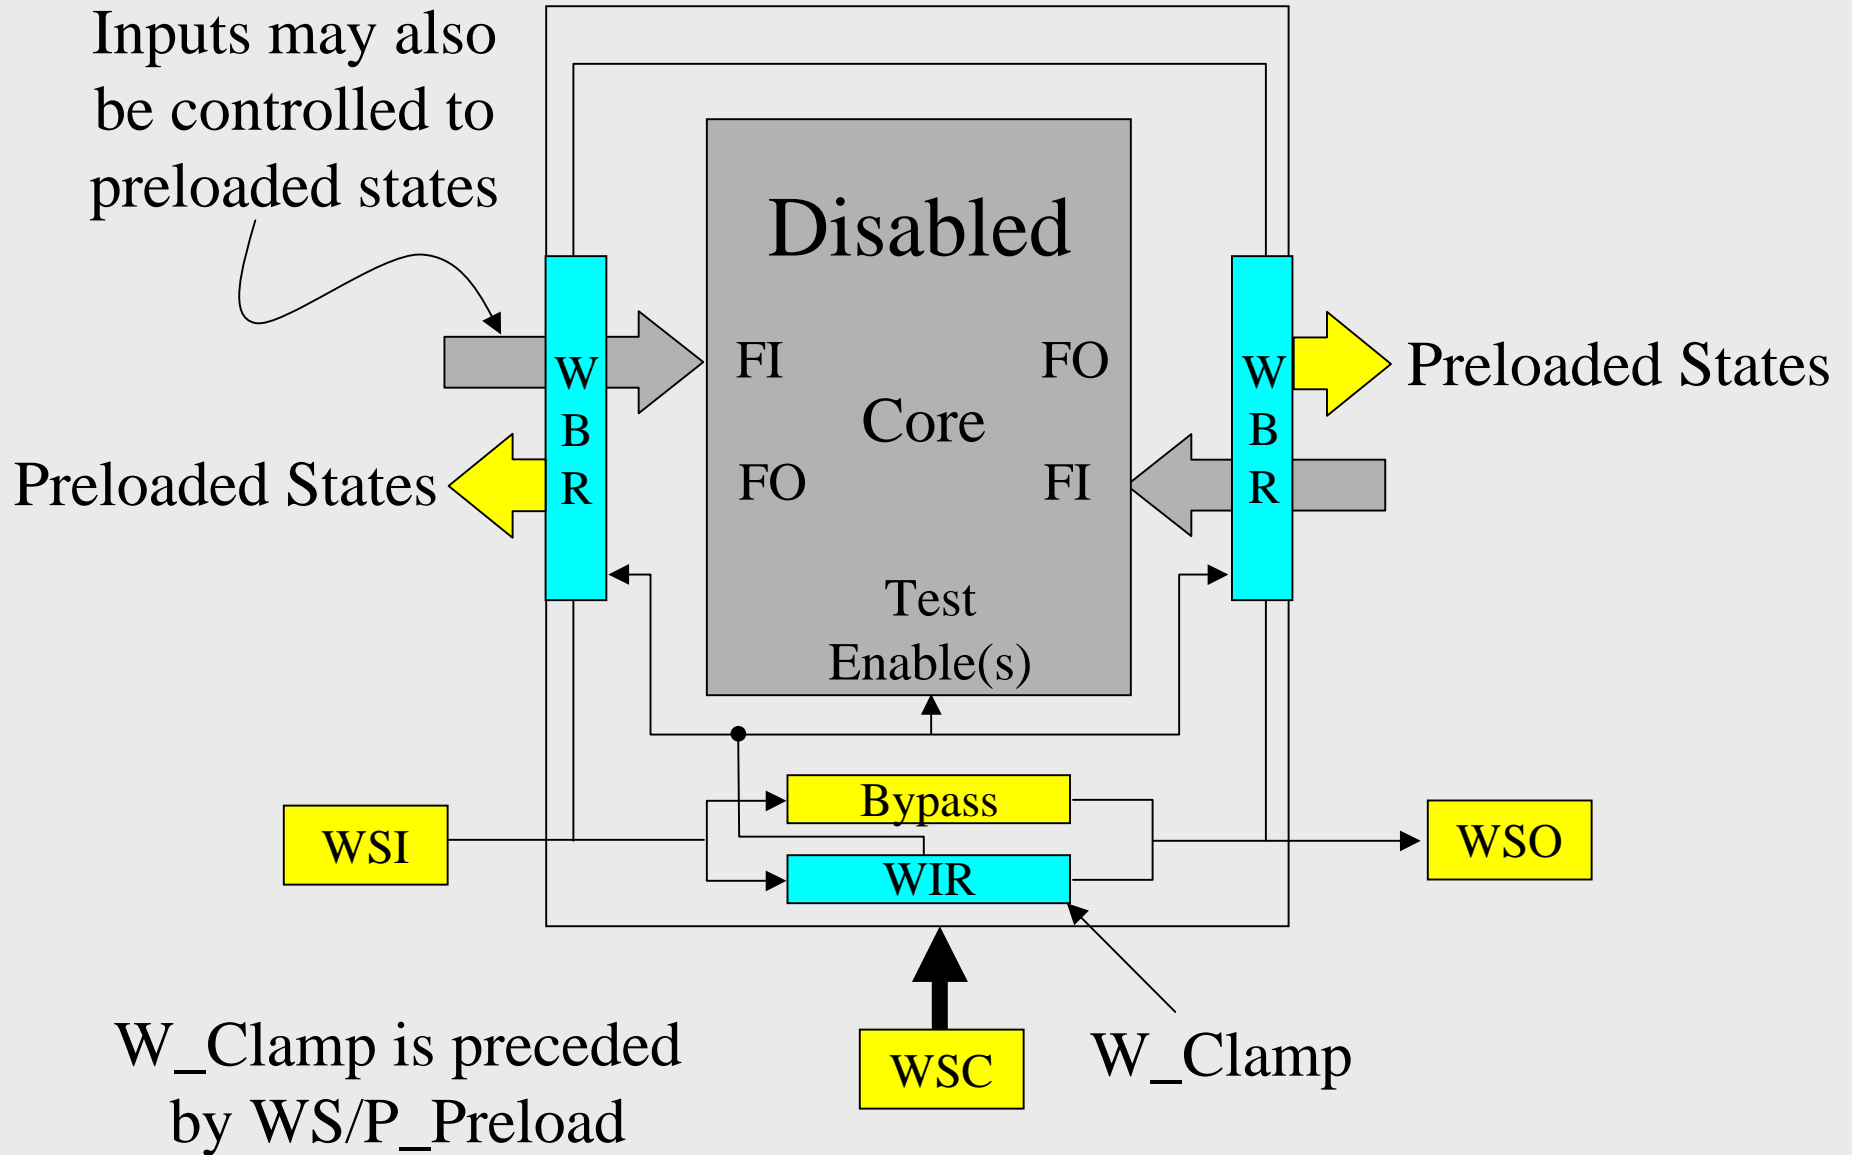 Inputs may also
be controlled to
preloaded states
Disabled
W
B
R
FI
FO
W
B
R
Preloaded States
Core
Preloaded States
FO
FI
Test
Enable(s)
Bypass
WSI
WSO
WIR
W_Clamp is preceded
by WS/P_Preload
WSC
W_Clamp